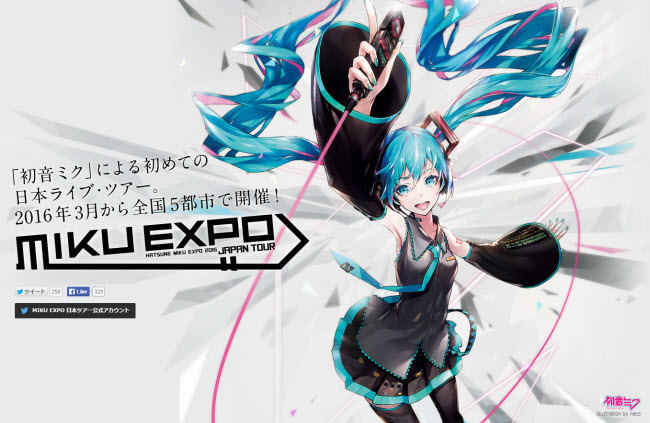 「初音ミク」による初めての
日本ライブ・ツアー。
2016年3月から全国5都市で開催!
MIKU EXPO
HATSUNE MIKU EXPO 2016 JAPAN TOUR
ツイート 258 Like 329
MIKU EXPO 日本ツアー公式アカウント
初音ミク
illustration by neco